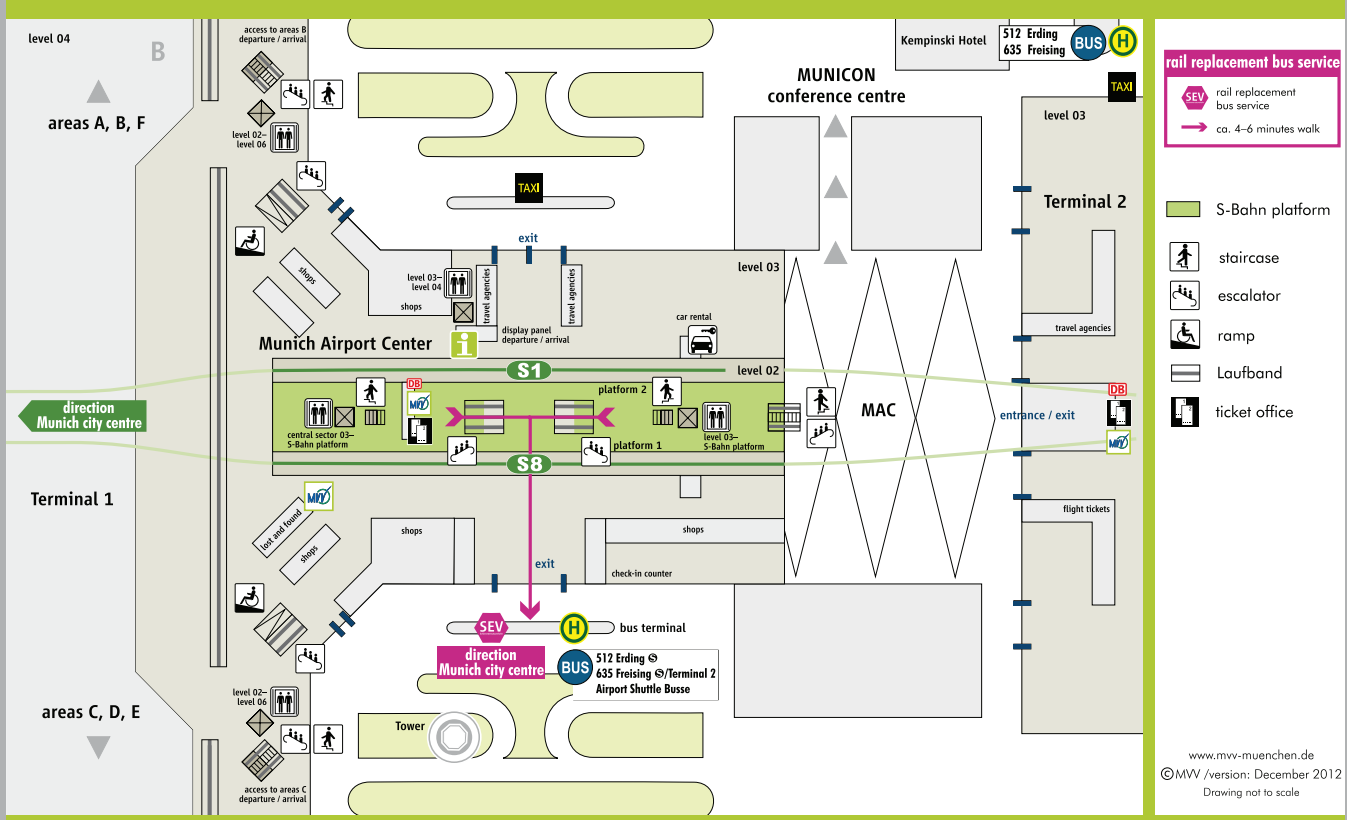 level 04
B
areas A, B, F
access to areas B
departure / arrival
level 02–
level 06
Kempinski Hotel
512 Erding
635 Freising
BUS
H
MUNICON
conference centre
TAXI
level 03
Terminal 2
TAXI
exit
shops
level 03–
level 04
shops
travel agencies
travel agencies
level 03
display panel
departure / arrival
car rental
Munich Airport Center
i
travel agencies
S1
level 02
direction
Munich city centre
platform 2
DB
MVV
central sector 03–
S-Bahn platform
level 03–
S-Bahn platform
platform 1
S8
MAC
entrance / exit
DB
MVV
Terminal 1
MVV
lost and found
shops
shops
shops
flight tickets
exit
check-in counter
SEV
H
bus terminal
direction
Munich city centre
BUS
512 Erding S
635 Freising S/Terminal 2
Airport Shuttle Busse
level 02–
level 06
areas C, D, E
Tower
access to areas C
departure / arrival
rail replacement bus service
SEV
rail replacement
bus service
ca. 4–6 minutes walk
S-Bahn platform
staircase
escalator
ramp
Laufband
ticket office
www.mvv-muenchen.de
©MVV /version: December 2012
Drawing not to scale